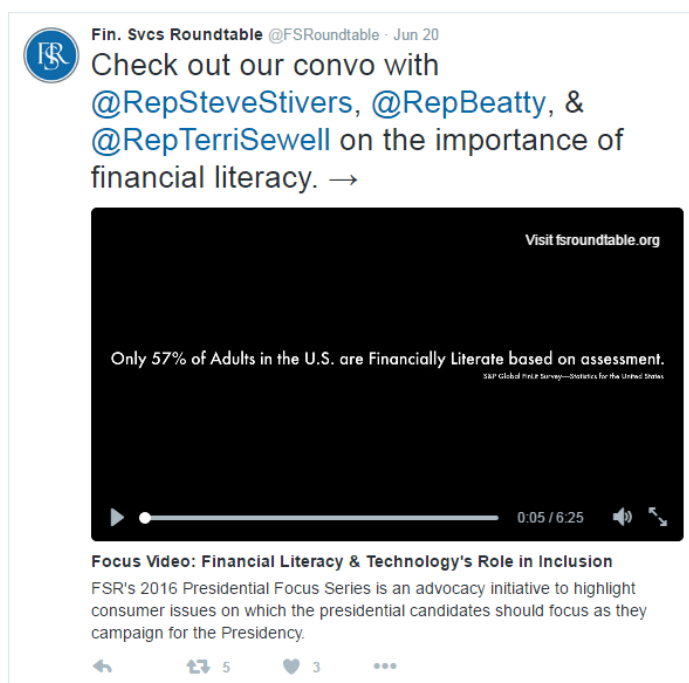 FSR
Fin. Svcs Roundtable @FSRoundtable · Jun 20
Check out our convo with
@RepSteveStivers, @RepBeatty, &
@RepTerriSewell on the importance of
financial literacy. →
Visit fsroundtable.org
Only 57% of Adults in the U.S. are Financially Literate based on assessment.
S&P Global FinLit Survey—Statistics for the United States
0:05 / 6:25
Focus Video: Financial Literacy & Technology's Role in Inclusion
FSR's 2016 Presidential Focus Series is an advocacy initiative to highlight
consumer issues on which the presidential candidates should focus as they
campaign for the Presidency.
5 3